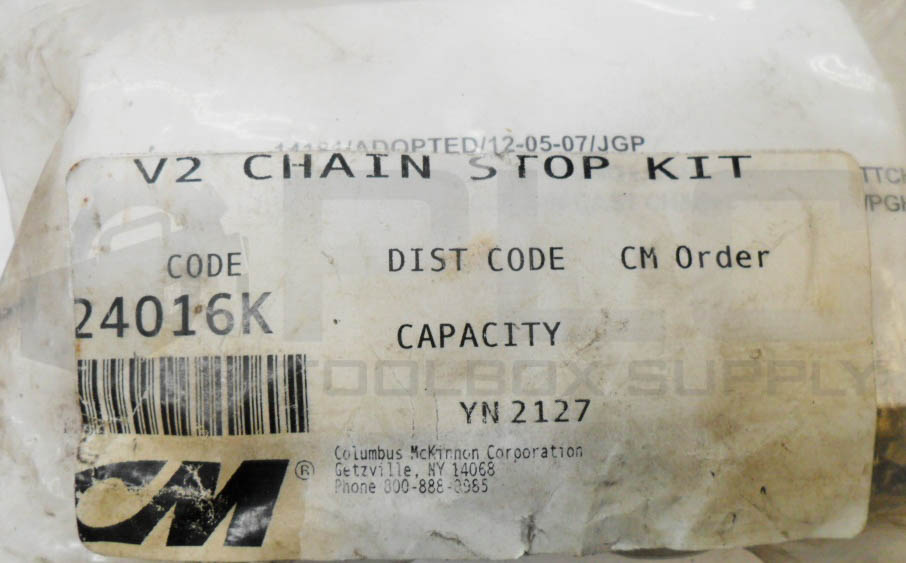 /ADOPTED/12-05-07/JGP
V2 CHAIN STOP KIT
CODE DIST CODE CM Order
24016K
CAPACITY
TOOLBOX SUPPLY
YN 2127
Columbus McKinnon Corporation
Getzville, NY 14068
Phone 800-888-0985
CM ®